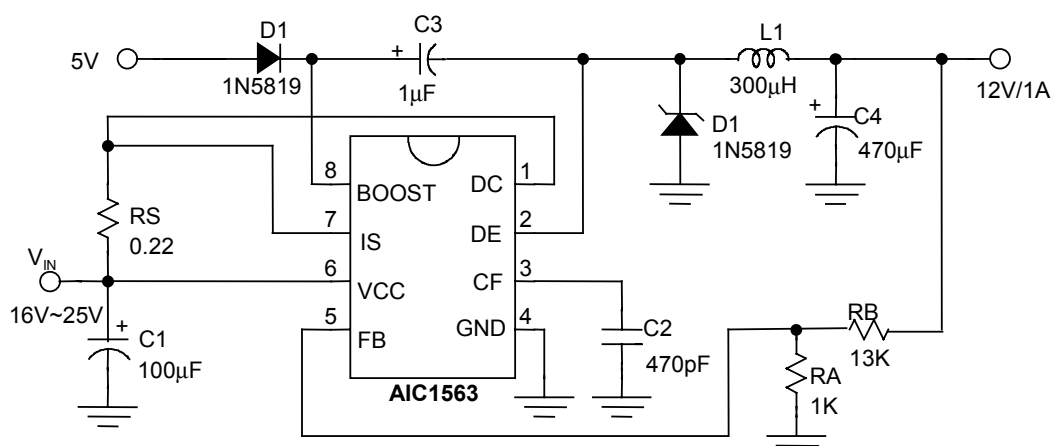 5V
D1
1N5819
C3
+
1μF
L1
300μH
12V/1A
D1
1N5819
+
C4
470μF
8
BOOST
DC
1
7
IS
DE
2
6
VCC
CF
3
5
FB
GND
4
AIC1563
RS
0.22
VIN
16V~25V
+
C1
100μF
C2
470pF
RB
13K
RA
1K